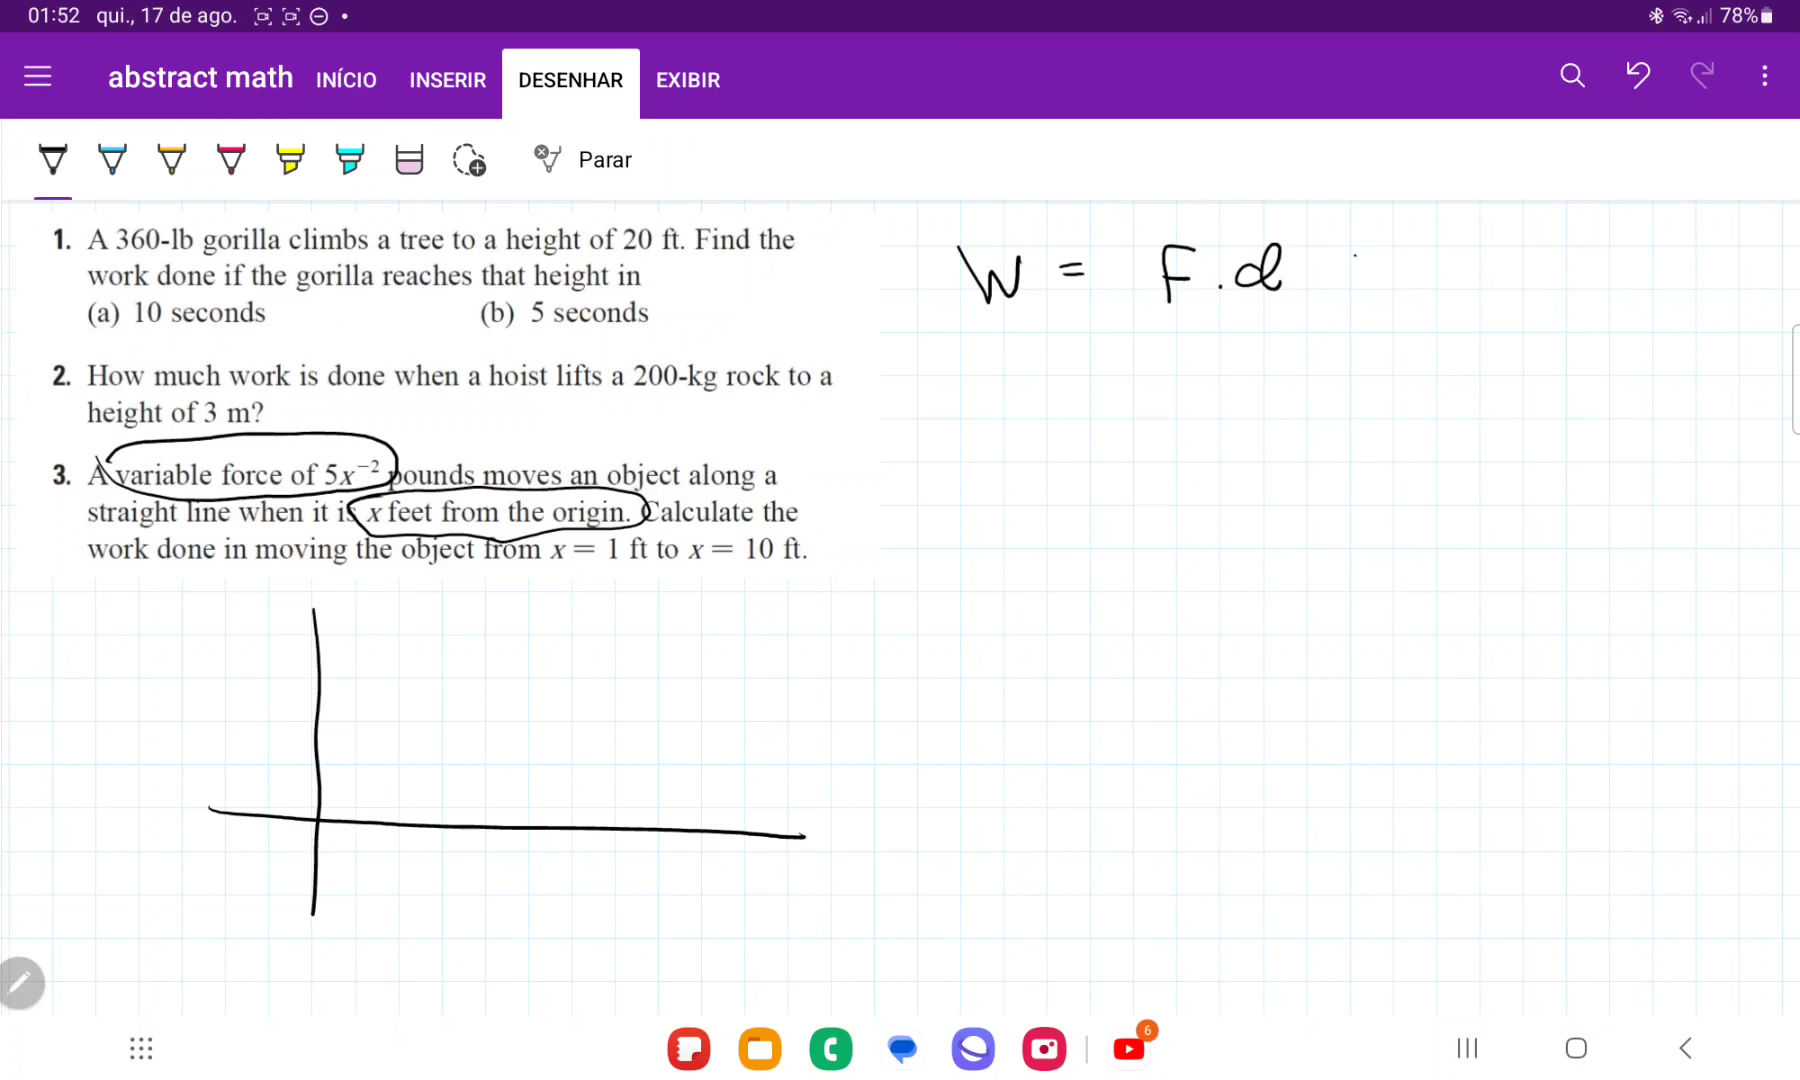 01:52 qui., 17 de ago. 78%
abstract math INÍCIO INSERIR DESENHAR EXIBIR
Parar
1. A 360-lb gorilla climbs a tree to a height of 20 ft. Find the
work done if the gorilla reaches that height in
(a) 10 seconds (b) 5 seconds
W = F.d
2. How much work is done when a hoist lifts a 200-kg rock to a
height of 3 m?
3. A variable force of 5x⁻² pounds moves an object along a
straight line when it is x feet from the origin. Calculate the
work done in moving the object from x = 1 ft to x = 10 ft.
6